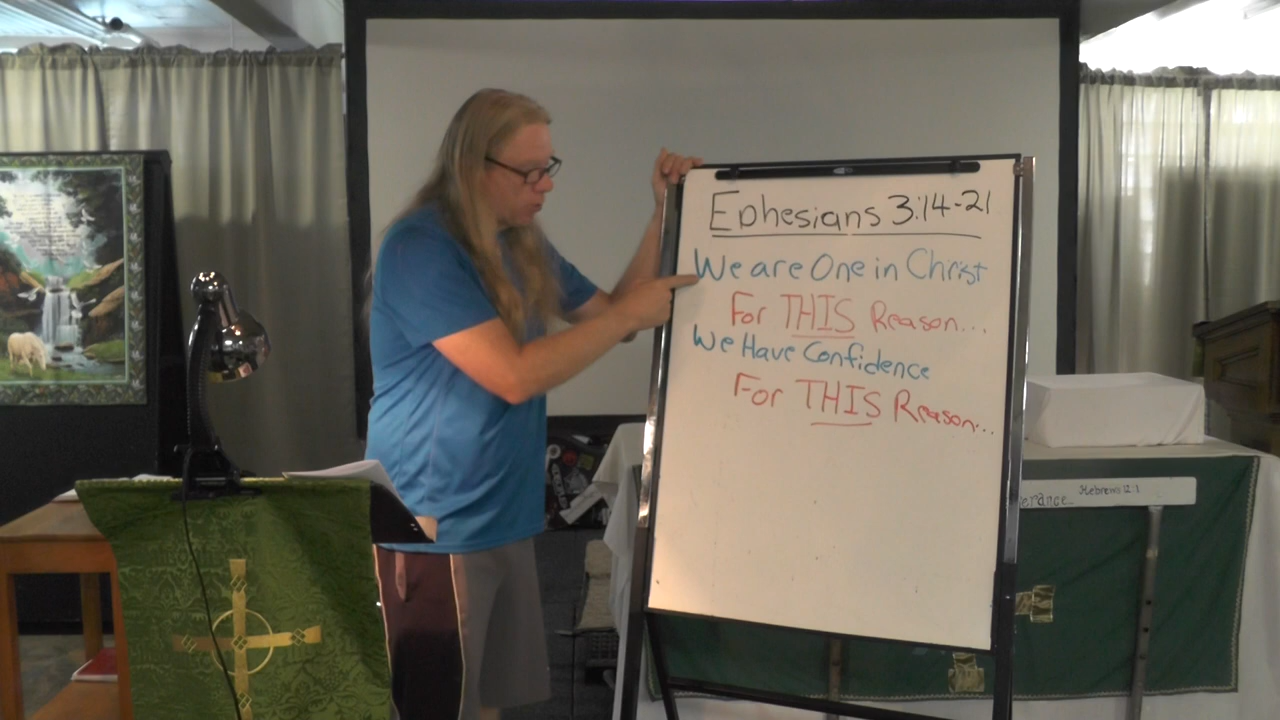 Ephesians 3:14-21
We are One in Christ
For THIS Reason...
We Have Confidence
For THIS Reason...
Hebrews 12:1